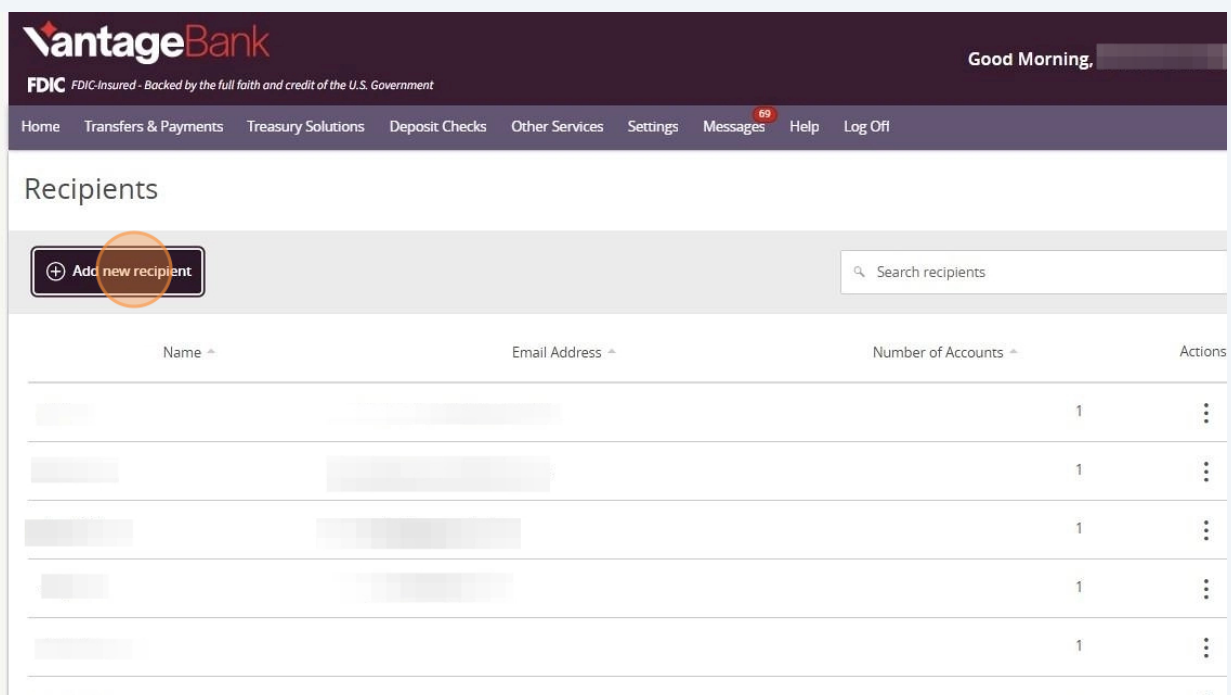 VantageBank
Good Morning,
FDIC FDIC-Insured - Backed by the full faith and credit of the U.S. Government
Home Transfers & Payments Treasury Solutions Deposit Checks Other Services Settings Messages 69 Help Log Off
Recipients
Add new recipient Search recipients
Name Email Address Number of Accounts Actions
1
1
1
1
1